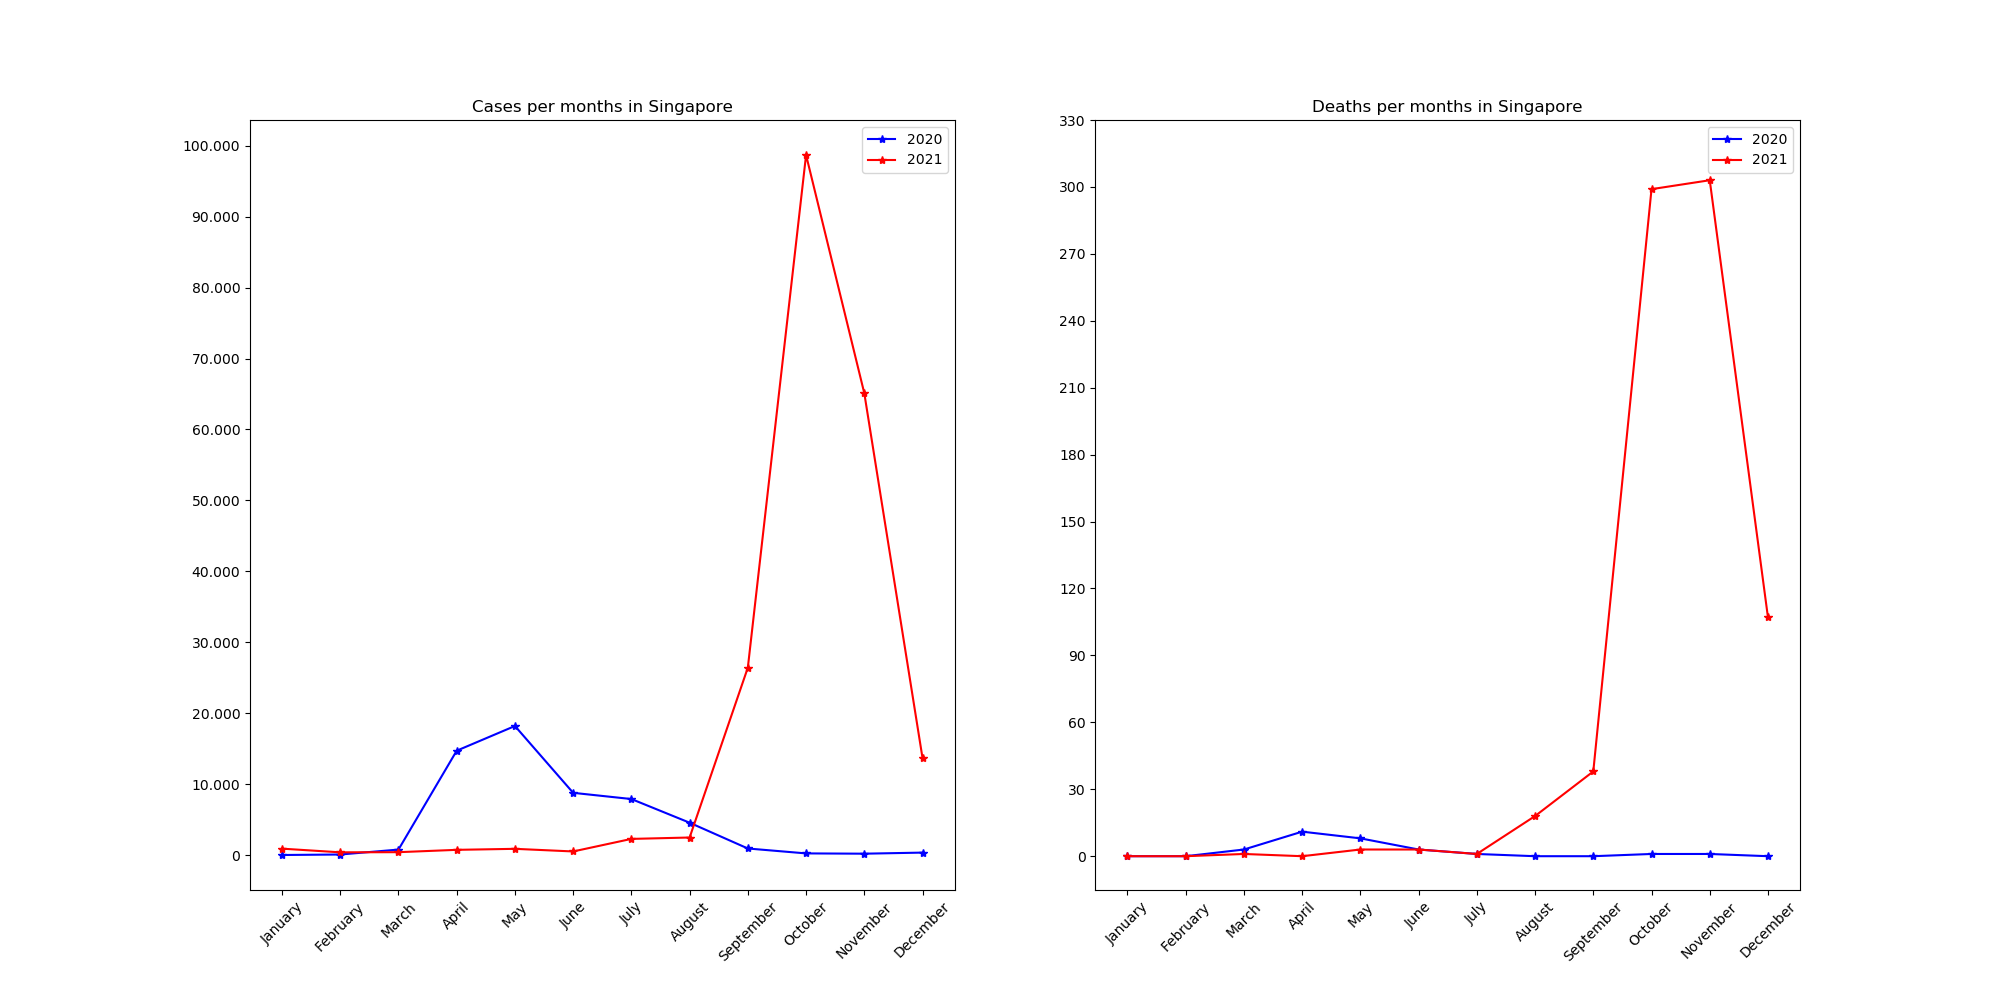 Cases per months in Singapore
2020
2021
100.000
90.000
80.000
70.000
60.000
50.000
40.000
30.000
20.000
10.000
0
January
February
March
April
May
June
July
August
September
October
November
December
Deaths per months in Singapore
2020
2021
330
300
270
240
210
180
150
120
90
60
30
0
January
February
March
April
May
June
July
August
September
October
November
December